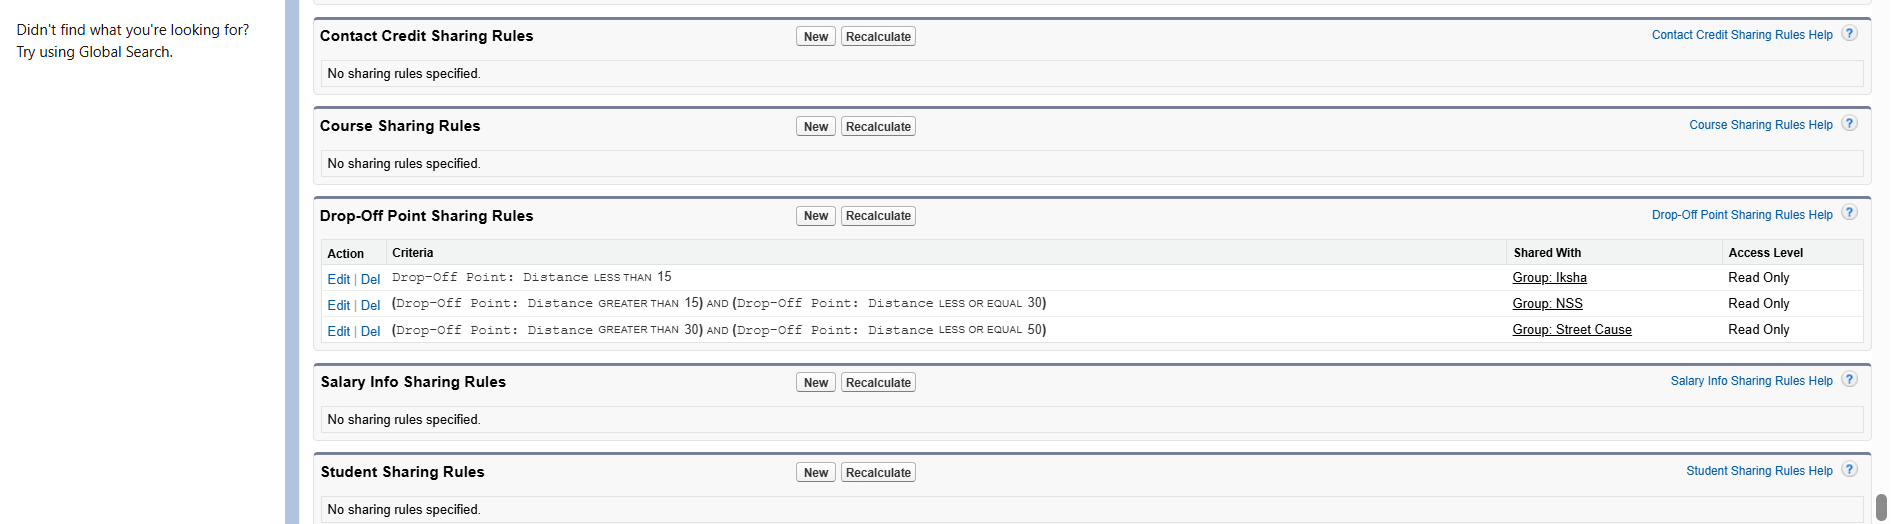 Didn't find what you're looking for?
Try using Global Search.
Contact Credit Sharing Rules New Recalculate Contact Credit Sharing Rules Help ?
No sharing rules specified.
Course Sharing Rules New Recalculate Course Sharing Rules Help ?
No sharing rules specified.
Drop-Off Point Sharing Rules New Recalculate Drop-Off Point Sharing Rules Help ?
Action Criteria Shared With Access Level
Edit | Del Drop-Off Point: Distance LESS THAN 15 Group: Iksha Read Only
Edit | Del (Drop-Off Point: Distance GREATER THAN 15) AND (Drop-Off Point: Distance LESS OR EQUAL 30) Group: NSS Read Only
Edit | Del (Drop-Off Point: Distance GREATER THAN 30) AND (Drop-Off Point: Distance LESS OR EQUAL 50) Group: Street Cause Read Only
Salary Info Sharing Rules New Recalculate Salary Info Sharing Rules Help ?
No sharing rules specified.
Student Sharing Rules New Recalculate Student Sharing Rules Help ?
No sharing rules specified.